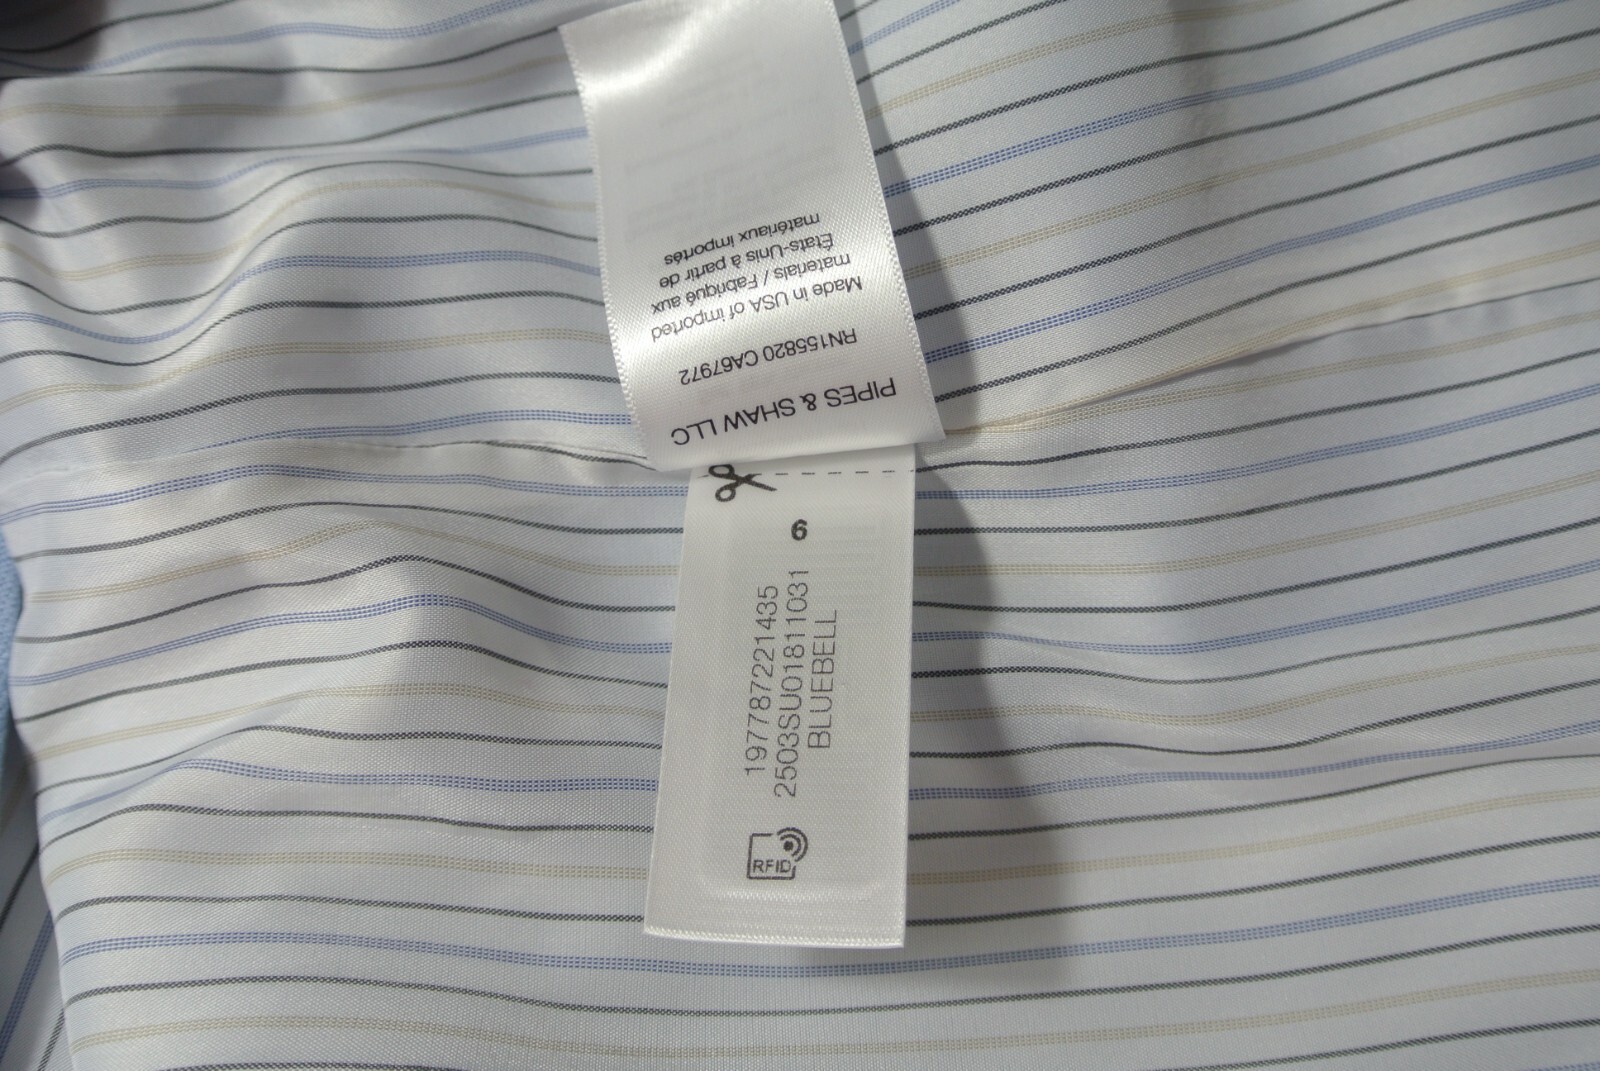 PIPES & SHAW LLC
RN155820 CA67972
Made in USA of imported
materials / Fabriqué aux
États-Unis à partir de
matériaux importés
6
197787221435
2503SU01811031
BLUEBELL
RFID